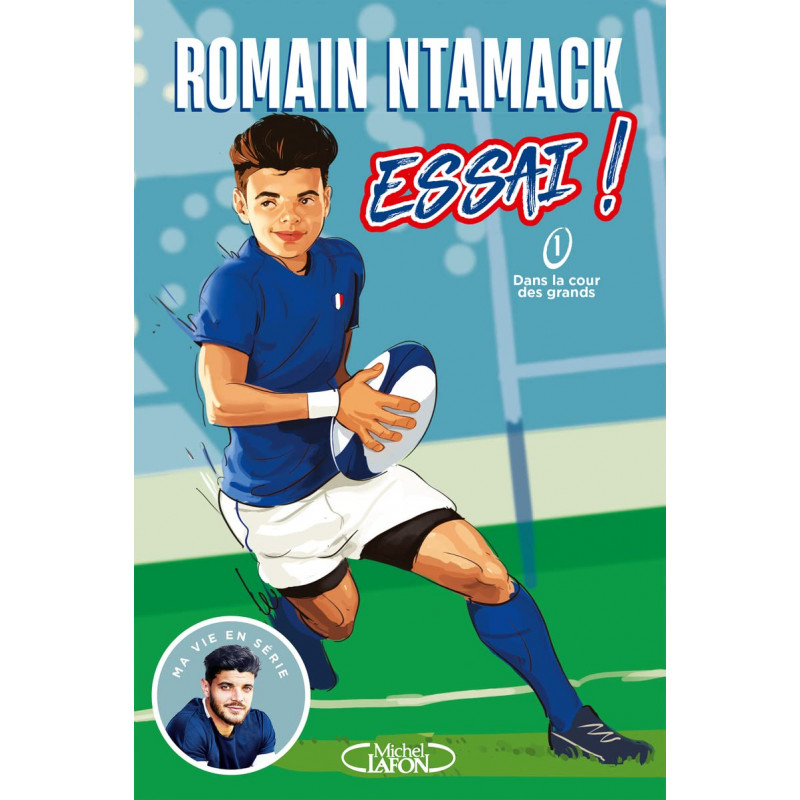 ROMAIN NTAMACK
ESSAI !
1
Dans la cour
des grands
MA VIE EN SÉRIE
Michel
LAFON